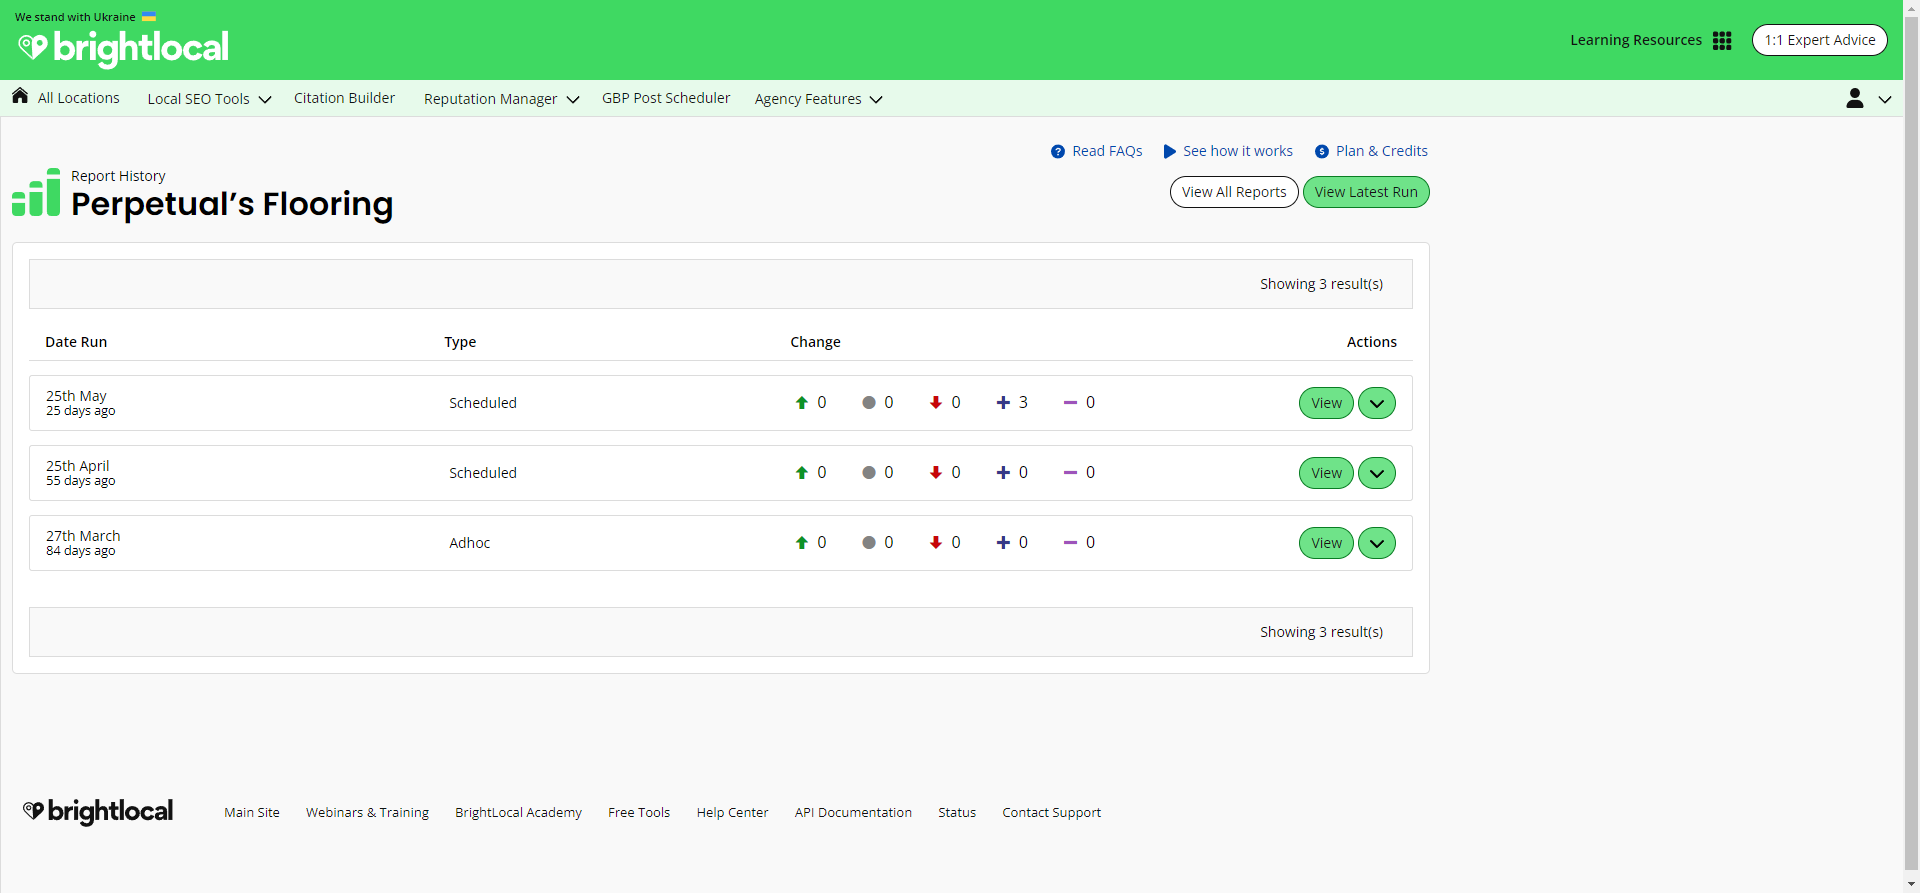 We stand with Ukraine
brightlocal
Learning Resources
1:1 Expert Advice
All Locations
Local SEO Tools
Citation Builder
Reputation Manager
GBP Post Scheduler
Agency Features
Read FAQs
See how it works
Plan & Credits
Report History
Perpetual’s Flooring
View All Reports
View Latest Run
Showing 3 result(s)
Date Run Type Change Actions
25th May
25 days ago
Scheduled 0 0 0 3 0 View
25th April
55 days ago
Scheduled 0 0 0 0 0 View
27th March
84 days ago
Adhoc 0 0 0 0 0 View
Showing 3 result(s)
brightlocal
Main Site Webinars & Training BrightLocal Academy Free Tools Help Center API Documentation Status Contact Support